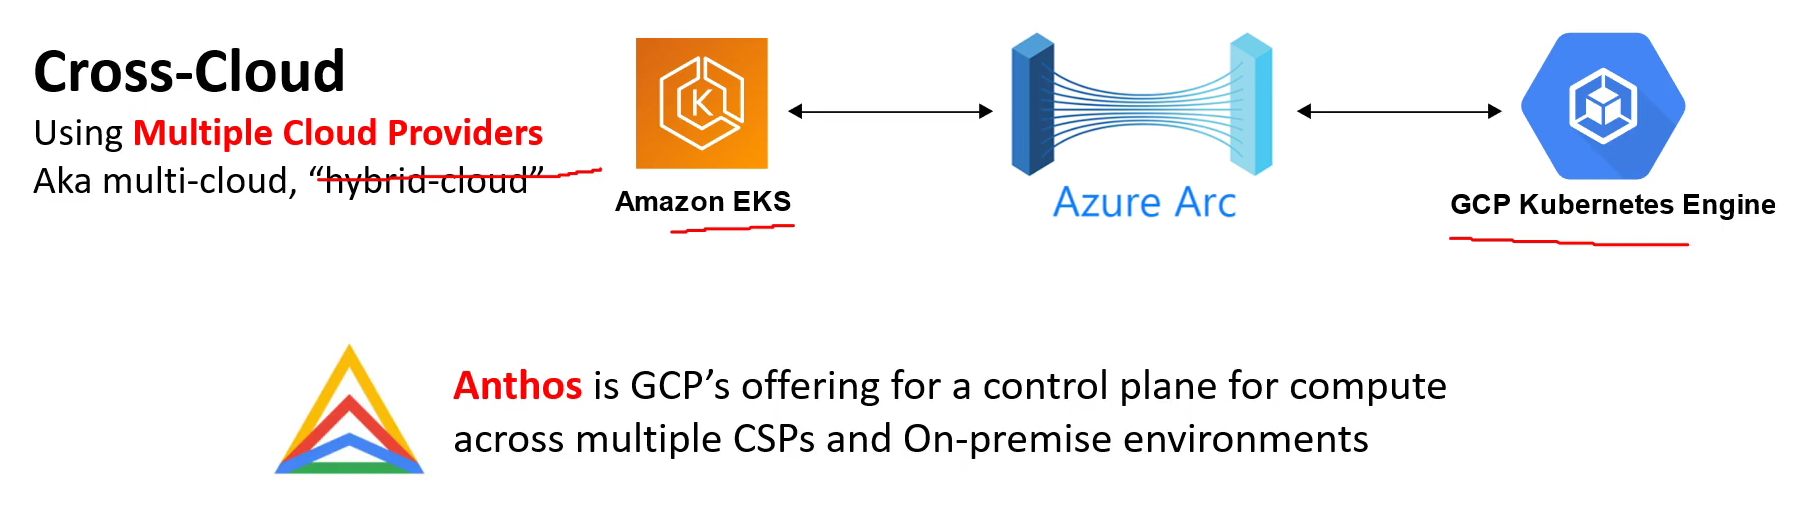 Cross-Cloud
Using Multiple Cloud Providers
Aka multi-cloud, “hybrid-cloud”
K
Amazon EKS
Azure Arc
GCP Kubernetes Engine
Anthos is GCP’s offering for a control plane for compute
across multiple CSPs and On-premise environments